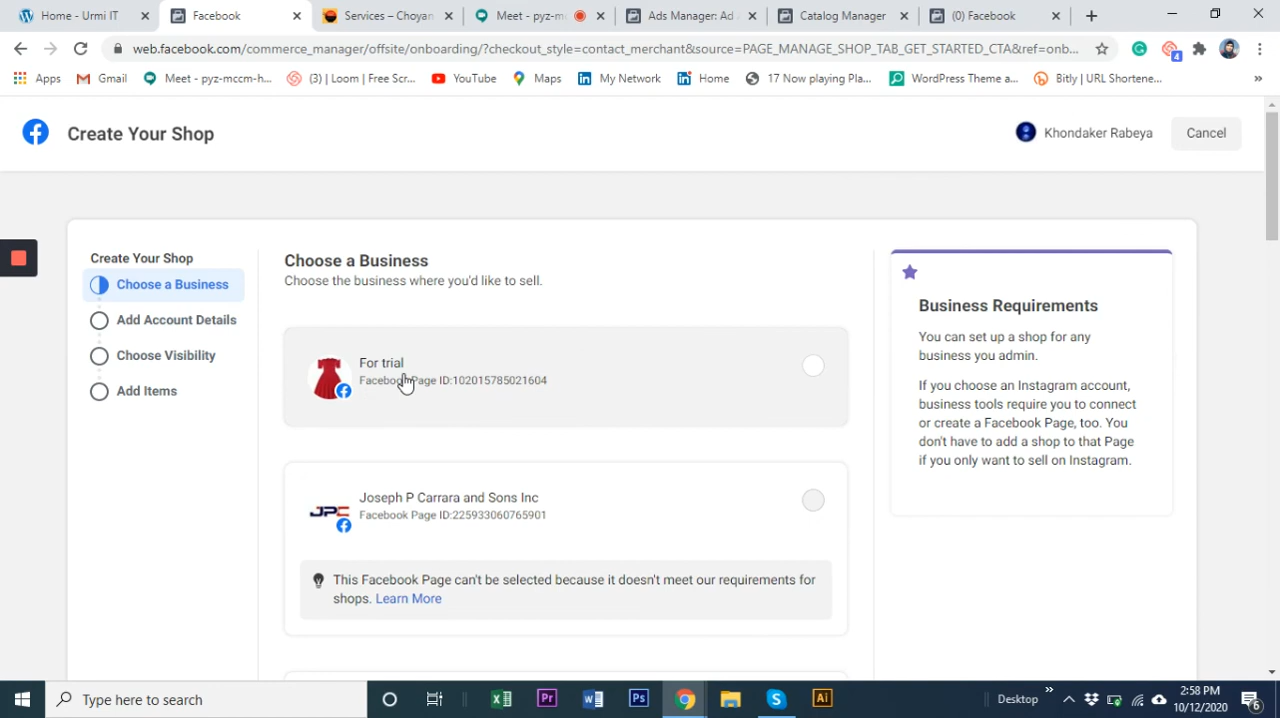 Home - Urmi IT
Facebook
Services – Choyan
Meet - pyz-m
Ads Manager: Ad
Catalog Manager
(0) Facebook
web.facebook.com/commerce_manager/offsite/onboarding/?checkout_style=contact_merchant&source=PAGE_MANAGE_SHOP_TAB_GET_STARTED_CTA&ref=onb...
4
Apps
Gmail
Meet - pyz-mccm-h...
(3) | Loom | Free Scr...
YouTube
Maps
My Network
Home
17 Now playing Pla...
WordPress Theme a...
Bitly | URL Shortene...
»
Create Your Shop
Khondaker Rabeya
Cancel
Create Your Shop
Choose a Business
Add Account Details
Choose Visibility
Add Items
Choose a Business
Choose the business where you'd like to sell.
For trial
Facebook Page ID:102015785021604
JPC
Joseph P Carrara and Sons Inc
Facebook Page ID:225933060765901
This Facebook Page can't be selected because it doesn't meet our requirements for
shops. Learn More
Business Requirements
You can set up a shop for any
business you admin.
If you choose an Instagram account,
business tools require you to connect
or create a Facebook Page, too. You
don't have to add a shop to that Page
if you only want to sell on Instagram.
Type here to search
Pr
Ps
Ai
Desktop
»
2:58 PM
10/12/2020
6